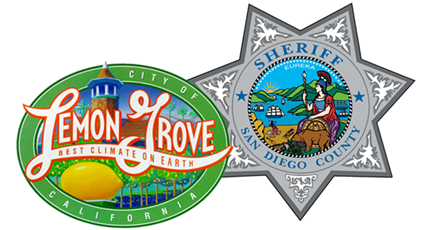 CITY OF
LEMON GROVE
BEST CLIMATE ON EARTH
CALIFORNIA
SHERIFF
EUREKA
SAN DIEGO COUNTY